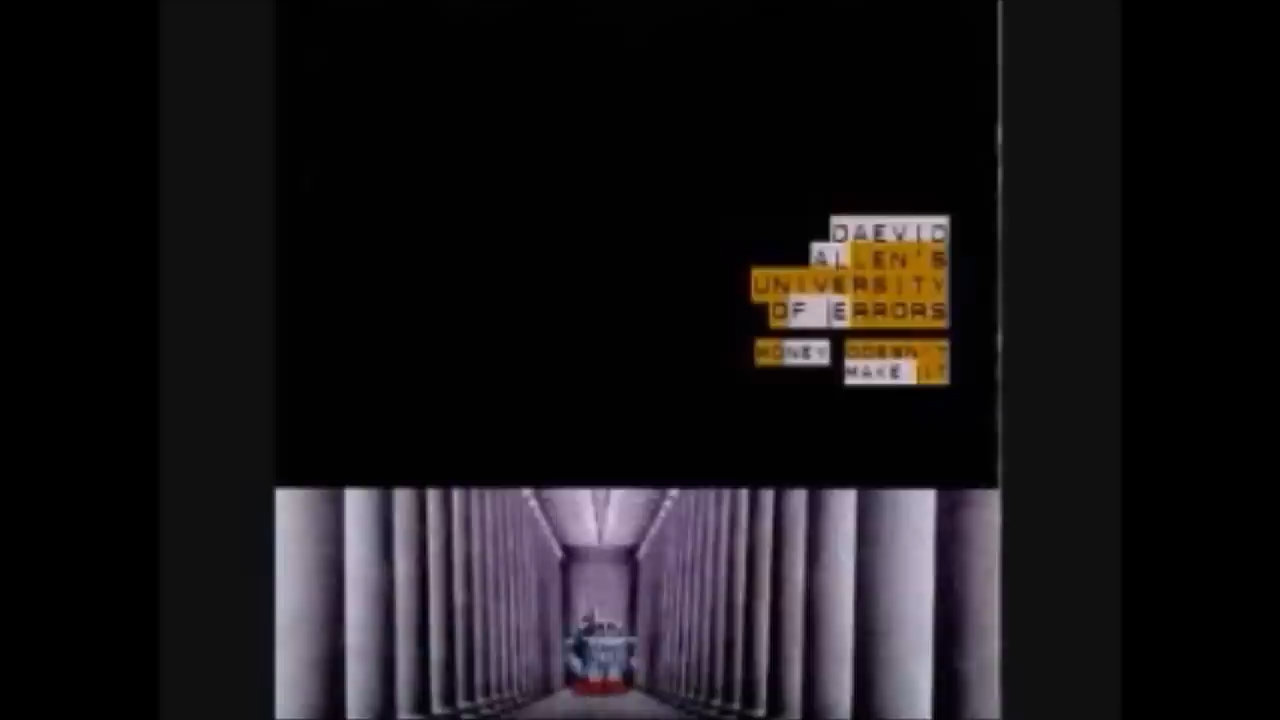 DAEVID
ALLEN'S
UNIVERSITY
OF ERRORS
MONEY DOESN'T
MAKE IT